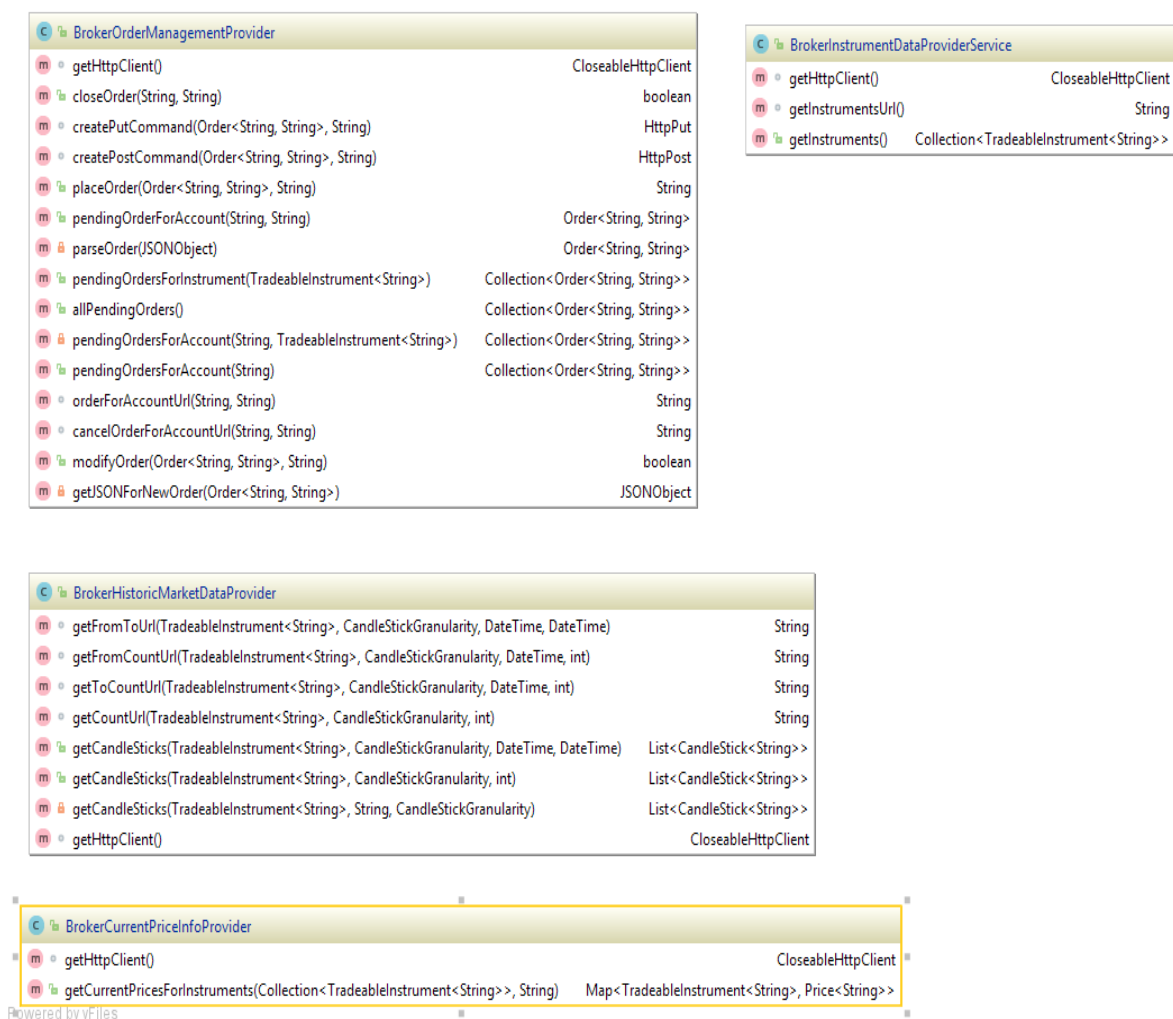 BrokerOrderManagementProvider
getHttpClient() CloseableHttpClient
closeOrder(String, String) boolean
createPutCommand(Order<String, String>, String) HttpPut
createPostCommand(Order<String, String>, String) HttpPost
placeOrder(Order<String, String>, String) String
pendingOrderForAccount(String, String) Order<String, String>
parseOrder(JSONObject) Order<String, String>
pendingOrdersForInstrument(TradeableInstrument<String>) Collection<Order<String, String>>
allPendingOrders() Collection<Order<String, String>>
pendingOrdersForAccount(String, TradeableInstrument<String>) Collection<Order<String, String>>
pendingOrdersForAccount(String) Collection<Order<String, String>>
orderForAccountUrl(String, String) String
cancelOrderForAccountUrl(String, String) String
modifyOrder(Order<String, String>, String) boolean
getJSONForNewOrder(Order<String, String>) JSONObject
BrokerInstrumentDataProviderService
getHttpClient() CloseableHttpClient
getInstrumentsUrl() String
getInstruments() Collection<TradeableInstrument<String>>
BrokerHistoricMarketDataProvider
getFromToUrl(TradeableInstrument<String>, CandleStickGranularity, DateTime, DateTime) String
getFromCountUrl(TradeableInstrument<String>, CandleStickGranularity, DateTime, int) String
getToCountUrl(TradeableInstrument<String>, CandleStickGranularity, DateTime, int) String
getCountUrl(TradeableInstrument<String>, CandleStickGranularity, int) String
getCandleSticks(TradeableInstrument<String>, CandleStickGranularity, DateTime, DateTime) List<CandleStick<String>>
getCandleSticks(TradeableInstrument<String>, CandleStickGranularity, int) List<CandleStick<String>>
getCandleSticks(TradeableInstrument<String>, String, CandleStickGranularity) List<CandleStick<String>>
getHttpClient() CloseableHttpClient
BrokerCurrentPriceInfoProvider
getHttpClient() CloseableHttpClient
getCurrentPricesForInstruments(Collection<TradeableInstrument<String>>, String) Map<TradeableInstrument<String>, Price<String>>
Powered by yFiles